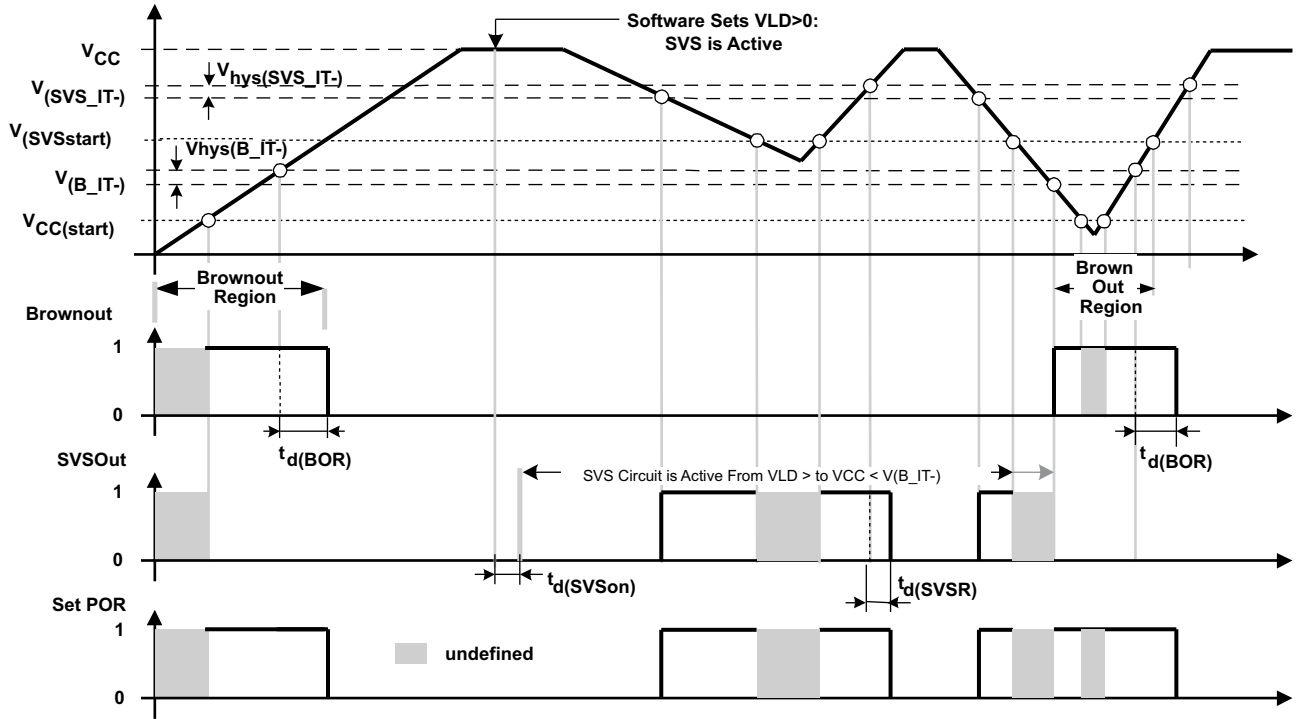 Software Sets VLD>0:
SVS is Active
VCC
Vhys(SVS_IT-)
V(SVS_IT-)
V(SVSstart)
Vhys(B_IT-)
V(B_IT-)
VCC(start)
Brownout
Region
Brown
Out
Region
Brownout
1
0
td(BOR)
td(BOR)
SVSOut
SVS Circuit is Active From VLD > to VCC < V(B_IT-)
1
0
td(SVSon)
td(SVSR)
Set POR
1
undefined
0